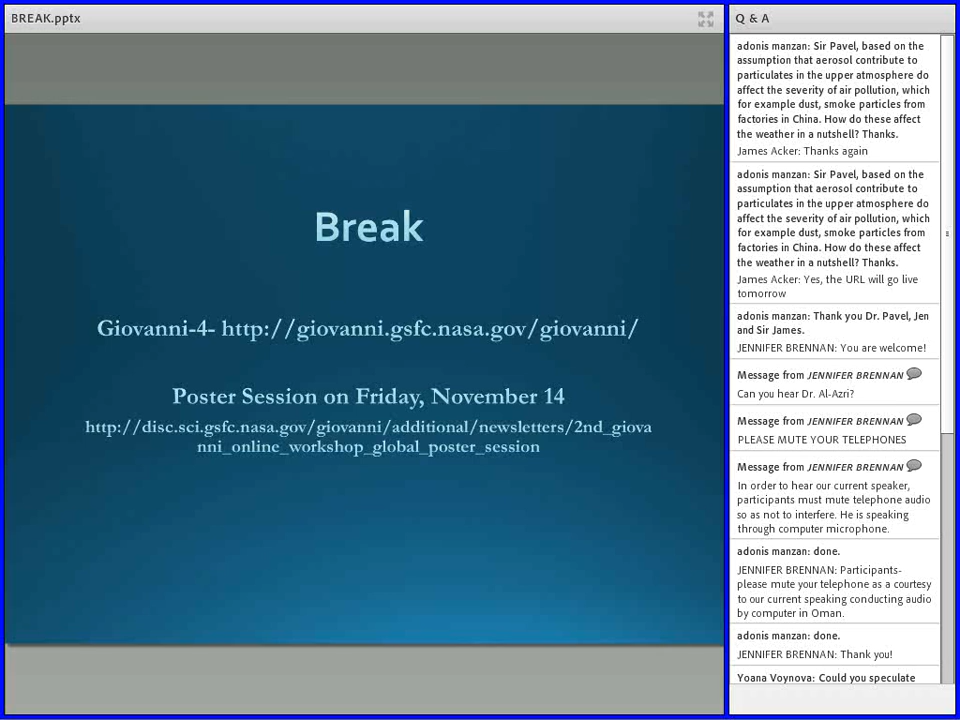 BREAK.pptx
Break
Giovanni-4- http://giovanni.gsfc.nasa.gov/giovanni/
Poster Session on Friday, November 14
http://disc.sci.gsfc.nasa.gov/giovanni/additional/newsletters/2nd_giova
nni_online_workshop_global_poster_session
Q & A
adonis manzan: Sir Pavel, based on the
assumption that aerosol contribute to
particulates in the upper atmosphere do
affect the severity of air pollution, which
for example dust, smoke particles from
factories in China. How do these affect
the weather in a nutshell? Thanks.
James Acker: Thanks again
adonis manzan: Sir Pavel, based on the
assumption that aerosol contribute to
particulates in the upper atmosphere do
affect the severity of air pollution, which
for example dust, smoke particles from
factories in China. How do these affect
the weather in a nutshell? Thanks.
James Acker: Yes, the URL will go live
tomorrow
adonis manzan: Thank you Dr. Pavel, Jen
and Sir James.
JENNIFER BRENNAN: You are welcome!
Message from JENNIFER BRENNAN
Can you hear Dr. Al-Azri?
Message from JENNIFER BRENNAN
PLEASE MUTE YOUR TELEPHONES
Message from JENNIFER BRENNAN
In order to hear our current speaker,
participants must mute telephone audio
so as not to interfere. He is speaking
through computer microphone.
adonis manzan: done.
JENNIFER BRENNAN: Participants-
please mute your telephone as a courtesy
to our current speaking conducting audio
by computer in Oman.
adonis manzan: done.
JENNIFER BRENNAN: Thank you!
Yoana Voynova: Could you speculate